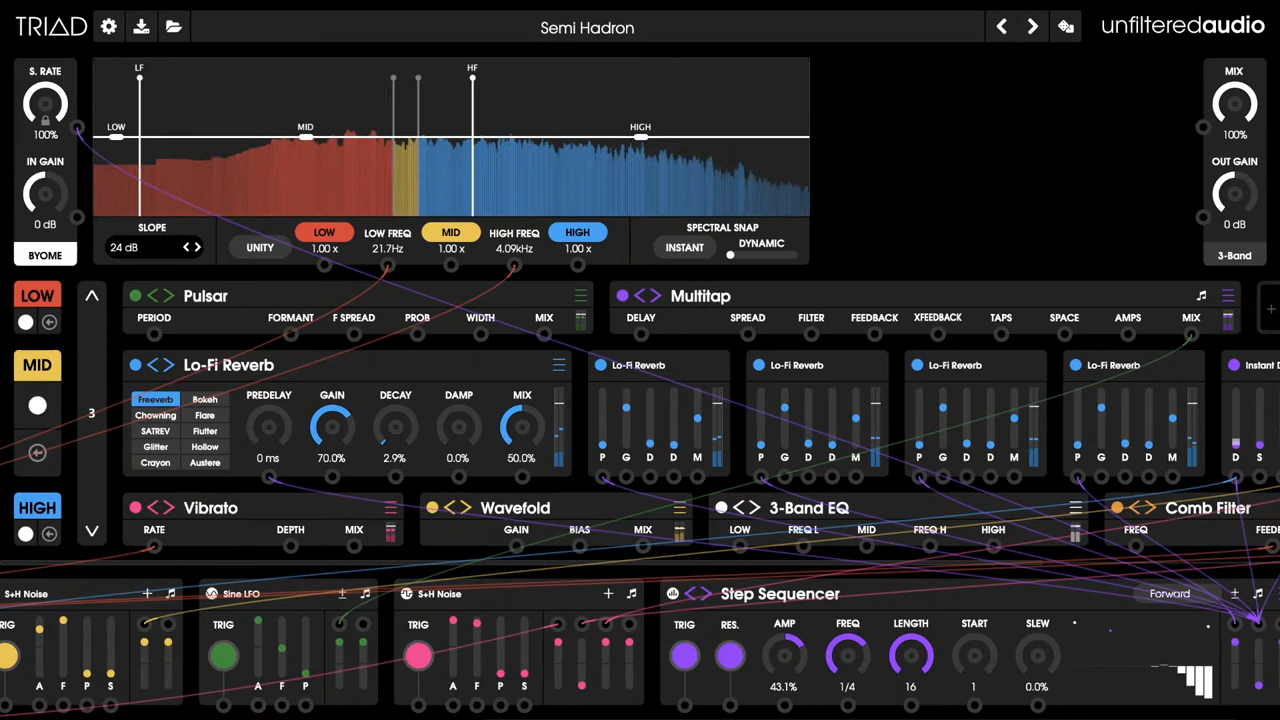 TRIAD
Semi Hadron
unfilteredaudio
S. RATE
100%
IN GAIN
0 dB
BYOME
LF
HF
LOW
MID
HIGH
SLOPE
24 dB
UNITY
LOW
1.00 x
LOW FREQ
21.7Hz
MID
1.00 x
HIGH FREQ
4.09kHz
HIGH
1.00 x
SPECTRAL SNAP
INSTANT
DYNAMIC
MIX
100%
OUT GAIN
0 dB
3-Band
LOW
Pulsar
PERIOD FORMANT F SPREAD PROB WIDTH MIX
Multitap
DELAY SPREAD FILTER FEEDBACK XFEEDBACK TAPS SPACE AMPS MIX
MID
3
Lo-Fi Reverb
Freeverb Bokeh
Chowning Flare
SATREV Flutter
Glitter Hollow
Crayon Austere
PREDELAY GAIN DECAY DAMP MIX
0 ms 70.0% 2.9% 0.0% 50.0%
Lo-Fi Reverb
P G D D M
Lo-Fi Reverb
P G D D M
Lo-Fi Reverb
P G D D M
Lo-Fi Reverb
P G D D M
Instant
D S
HIGH
Vibrato
RATE DEPTH MIX
Wavefold
GAIN BIAS MIX
3-Band EQ
LOW FREQ L MID FREQ H HIGH
Comb Filter
FREQ
S+H Noise
A F P S
Sine LFO
TRIG
A F P
S+H Noise
TRIG
A F P S
Step Sequencer
Forward
TRIG RES. AMP FREQ LENGTH START SLEW
43.1% 1/4 16 1 0.0%